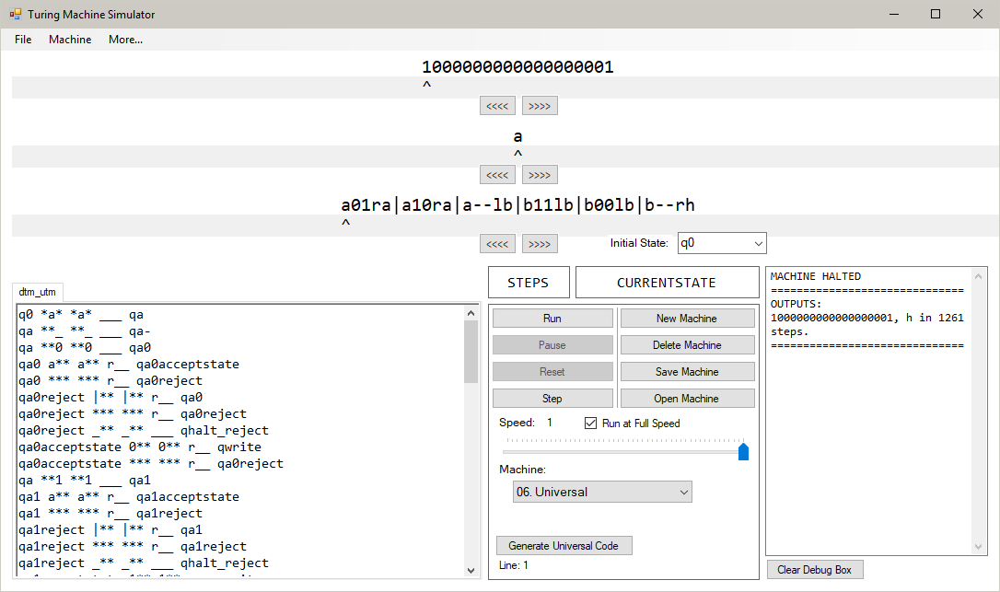 Turing Machine Simulator
File Machine More...
1000000000000000001
^
<<<< >>>>
a
^
<<<< >>>>
a01ra|a10ra|a--lb|b11lb|b00lb|b--rh
^
<<<< >>>>
Initial State: q0
dtm_utm
q0 *a* *a* ___ qa
qa **_ **_ ___ qa-
qa **0 **0 ___ qa0
qa0 a** a** r__ qa0acceptstate
qa0 *** *** r__ qa0reject
qa0reject |** |** r__ qa0
qa0reject *** *** r__ qa0reject
qa0reject _** _** ___ qhalt_reject
qa0acceptstate 0** 0** r__ qwrite
qa0acceptstate *** *** r__ qa0reject
qa **1 **1 ___ qa1
qa1 a** a** r__ qa1acceptstate
qa1 *** *** r__ qa1reject
qa1reject |** |** r__ qa1
qa1reject *** *** r__ qa1reject
qa1reject _** _** ___ qhalt_reject
STEPS CURRENTSTATE
Run New Machine
Pause Delete Machine
Reset Save Machine
Step Open Machine
Speed: 1 Run at Full Speed
Machine:
06. Universal
Generate Universal Code
Line: 1
MACHINE HALTED
==============================
OUTPUTS:
1000000000000000001, h in 1261
steps.
==============================
Clear Debug Box